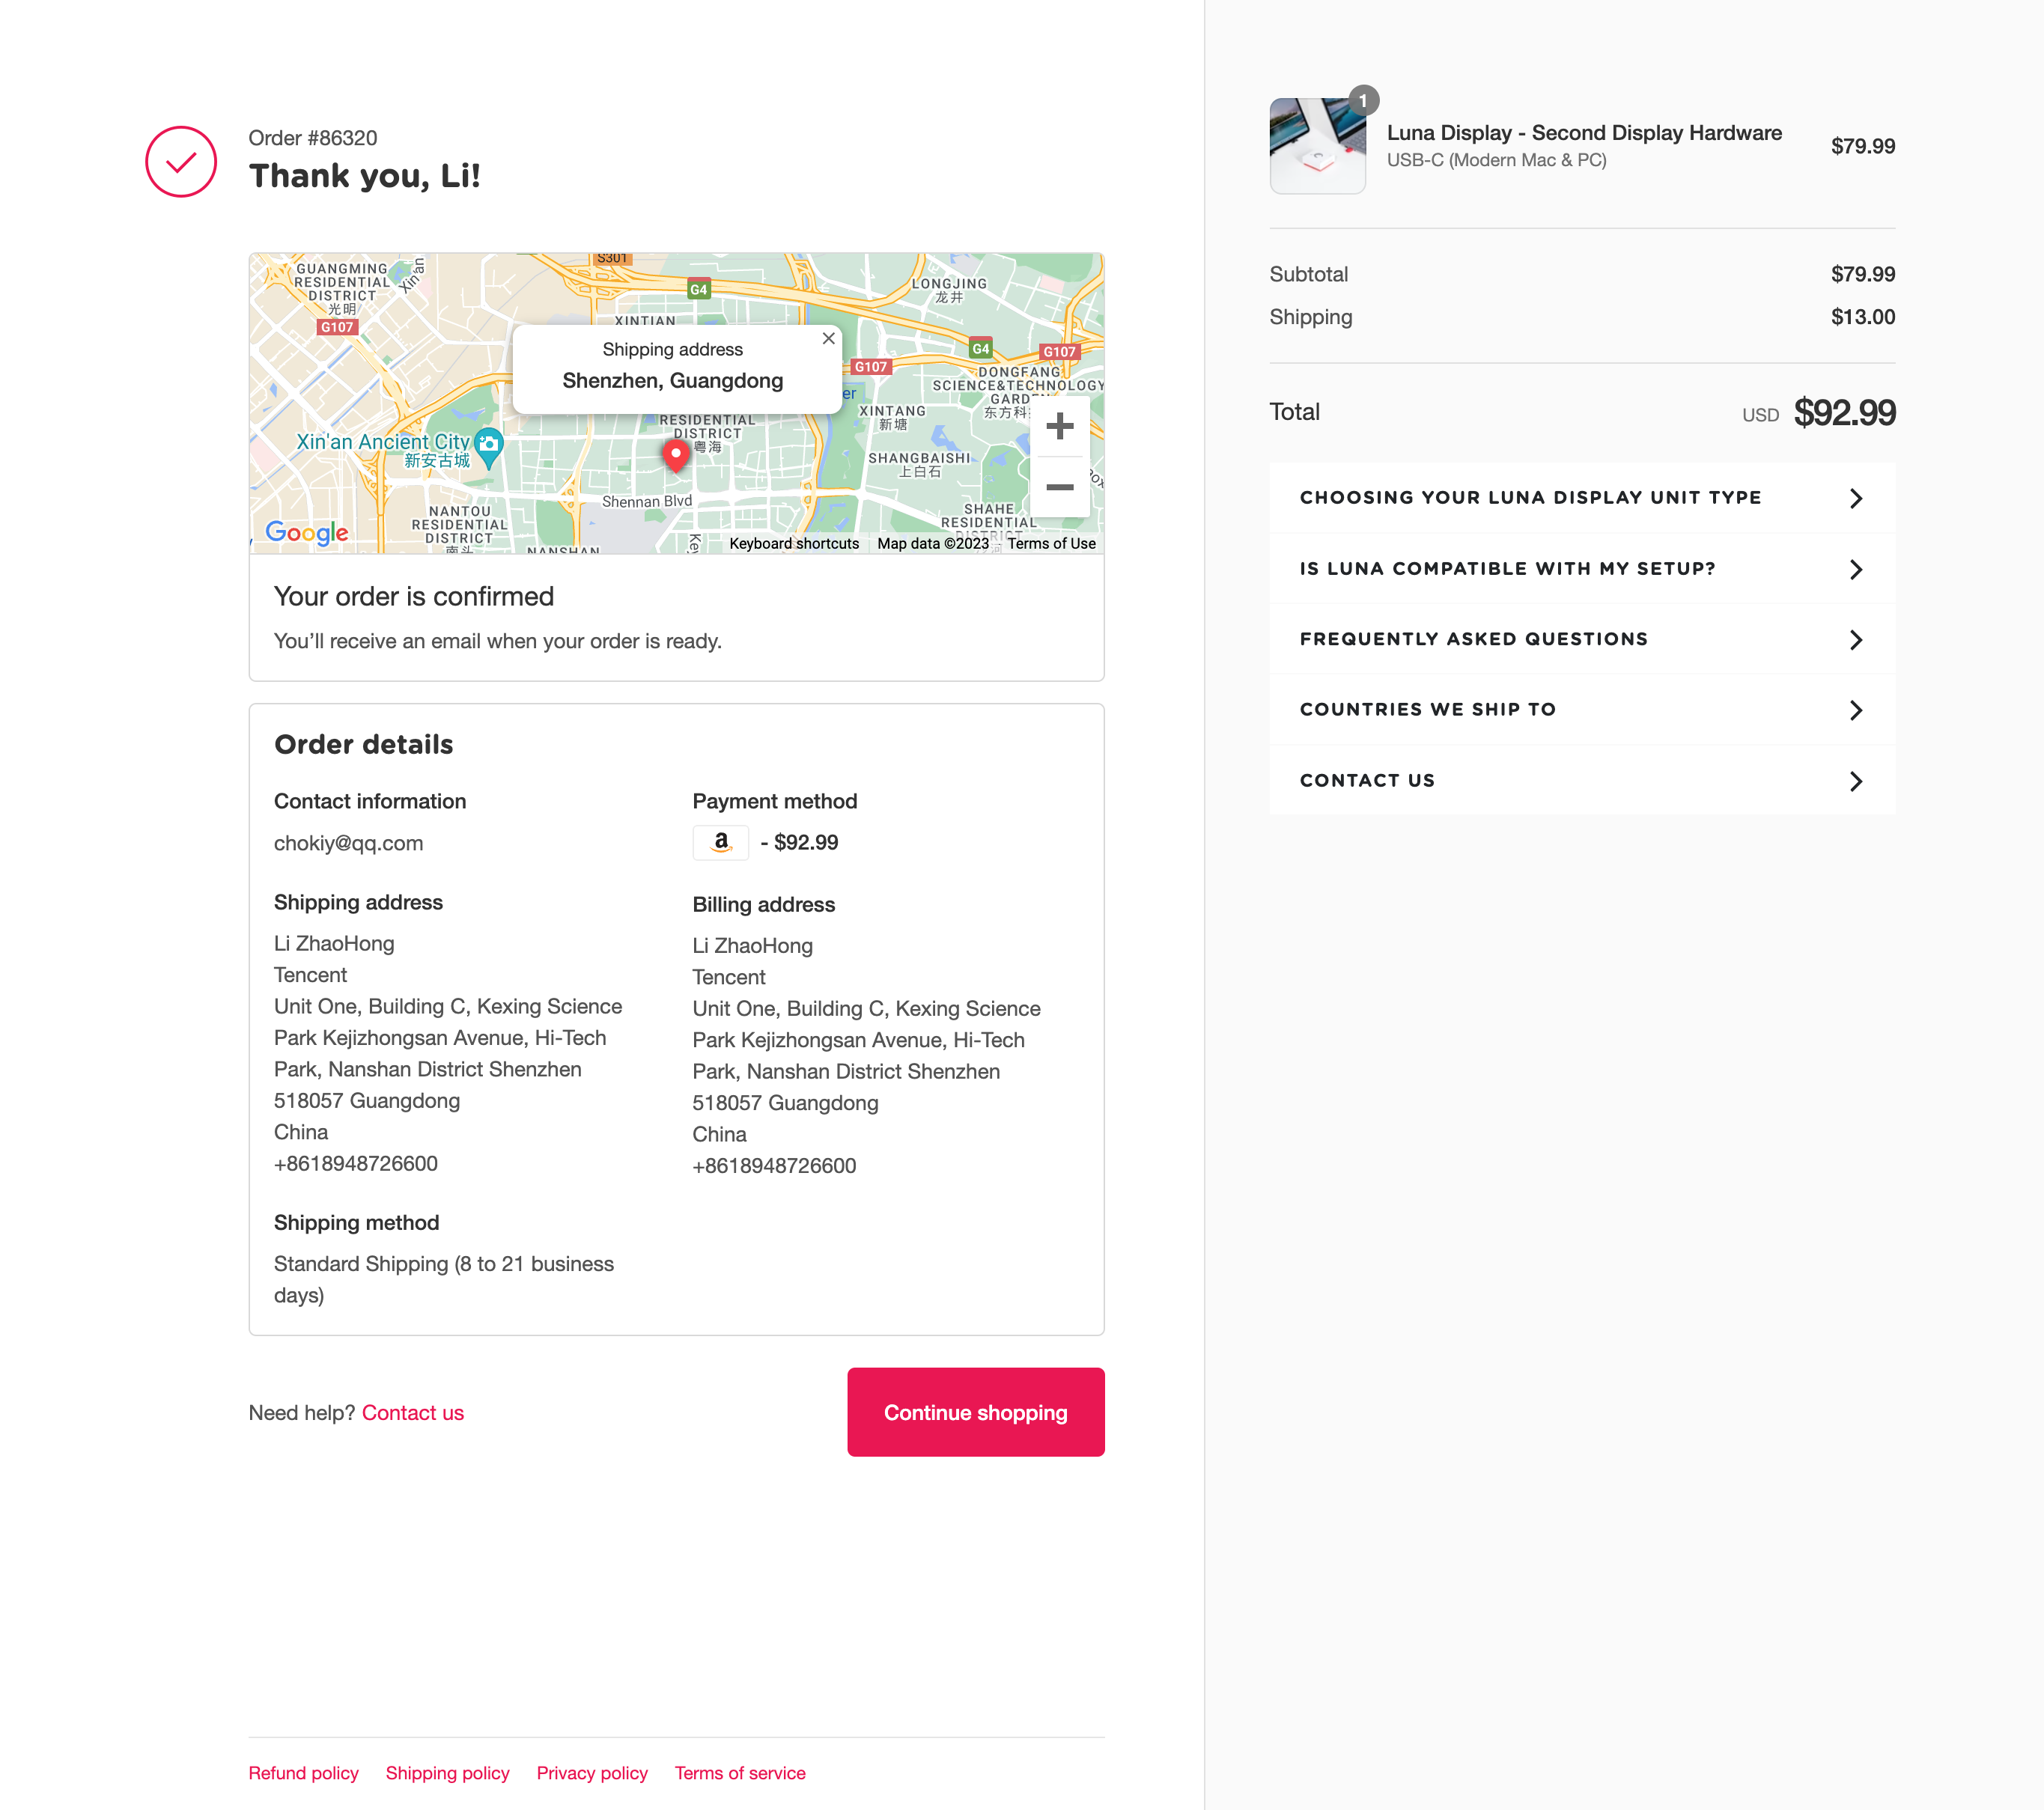 Order #86320
Thank you, Li!
S301
GUANGMING
RESIDENTIAL
DISTRICT
光明
Xin'an
G107
G4
LONGJING
龙井
XINTIAN
Shipping address
Shenzhen, Guangdong
G107
G4
G107
DONGFANG
SCIENCE&TECHNOLOGY
GARDEN
东方科
XINTANG
新塘
RESIDENTIAL
DISTRICT
粤海
Xin'an Ancient City
新安古城
SHANGBAISHI
上白石
Shennan Blvd
NANTOU
RESIDENTIAL
DISTRICT
南头
SHAHE
RESIDENTIAL
DISTRICT
NANSHAN
Google
Keyboard shortcuts
Map data ©2023
Terms of Use
Your order is confirmed
You’ll receive an email when your order is ready.
Order details
Contact information
chokiy@qq.com
Shipping address
Li ZhaoHong
Tencent
Unit One, Building C, Kexing Science
Park Kejizhongsan Avenue, Hi-Tech
Park, Nanshan District Shenzhen
518057 Guangdong
China
+8618948726600
Shipping method
Standard Shipping (8 to 21 business
days)
Payment method
a - $92.99
Billing address
Li ZhaoHong
Tencent
Unit One, Building C, Kexing Science
Park Kejizhongsan Avenue, Hi-Tech
Park, Nanshan District Shenzhen
518057 Guangdong
China
+8618948726600
Need help? Contact us
Continue shopping
Refund policy Shipping policy Privacy policy Terms of service
1
Luna Display - Second Display Hardware
USB-C (Modern Mac & PC)
$79.99
Subtotal $79.99
Shipping $13.00
Total USD $92.99
CHOOSING YOUR LUNA DISPLAY UNIT TYPE
IS LUNA COMPATIBLE WITH MY SETUP?
FREQUENTLY ASKED QUESTIONS
COUNTRIES WE SHIP TO
CONTACT US